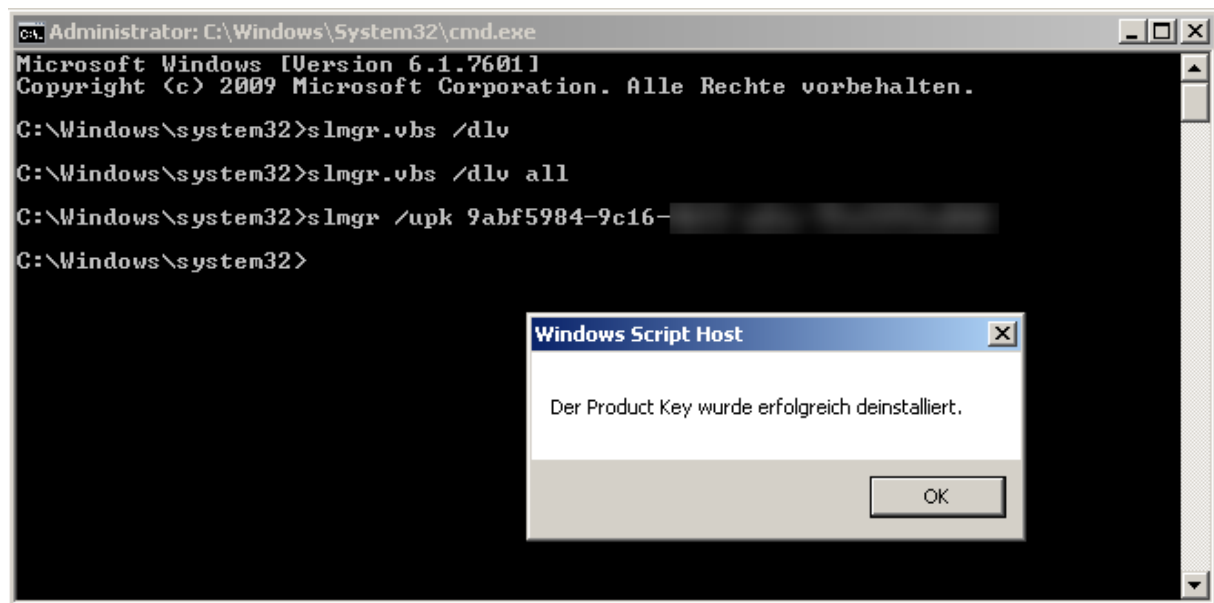 Administrator: C:\Windows\System32\cmd.exe
Microsoft Windows [Version 6.1.7601]
Copyright (c) 2009 Microsoft Corporation. Alle Rechte vorbehalten.
C:\Windows\system32>slmgr.vbs /dlv
C:\Windows\system32>slmgr.vbs /dlv all
C:\Windows\system32>slmgr /upk 9abf5984-9c16-
C:\Windows\system32>
Windows Script Host
Der Product Key wurde erfolgreich deinstalliert.
OK